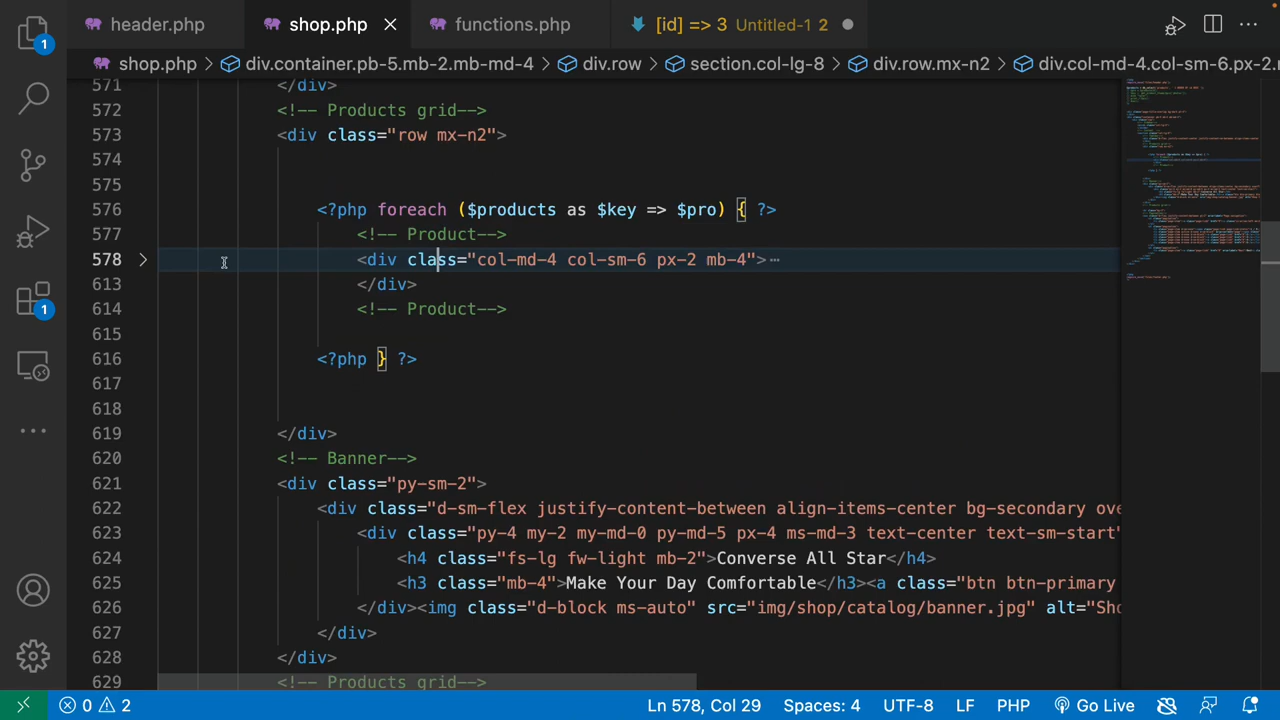 header.php shop.php functions.php [id] => 3 Untitled-1 2
shop.php > div.container.pb-5.mb-2.mb-md-4 > div.row > section.col-lg-8 > div.row.mx-n2 > div.col-md-4.col-sm-6.px-2.m
571 </div>
572 <!-- Products grid-->
573 <div class="row mx-n2">
574
575
576 <?php foreach ($products as $key => $pro) { ?>
577 <!-- Product-->
578 <div class="col-md-4 col-sm-6 px-2 mb-4">⋯
613 </div>
614 <!-- Product-->
615
616 <?php } ?>
617
618
619 </div>
620 <!-- Banner-->
621 <div class="py-sm-2">
622 <div class="d-sm-flex justify-content-between align-items-center bg-secondary ove
623 <div class="py-4 my-2 my-md-0 py-md-5 px-4 ms-md-3 text-center text-sm-start"
624 <h4 class="fs-lg fw-light mb-2">Converse All Star</h4>
625 <h3 class="mb-4">Make Your Day Comfortable</h3><a class="btn btn-primary
626 </div><img class="d-block ms-auto" src="img/shop/catalog/banner.jpg" alt="Sho
627 </div>
628 </div>
629 <!-- Products grid-->
1
1
0 2 Ln 578, Col 29 Spaces: 4 UTF-8 LF PHP Go Live